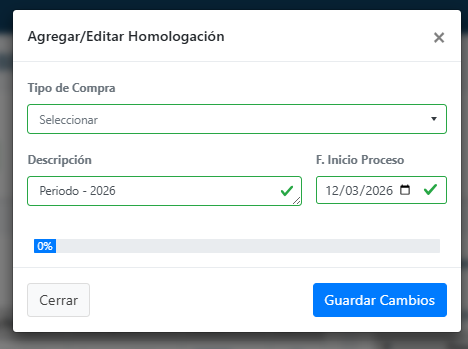 Agregar/Editar Homologación
×
Tipo de Compra
Seleccionar
Descripción F. Inicio Proceso
Periodo - 2026 12/03/2026
0%
Cerrar Guardar Cambios